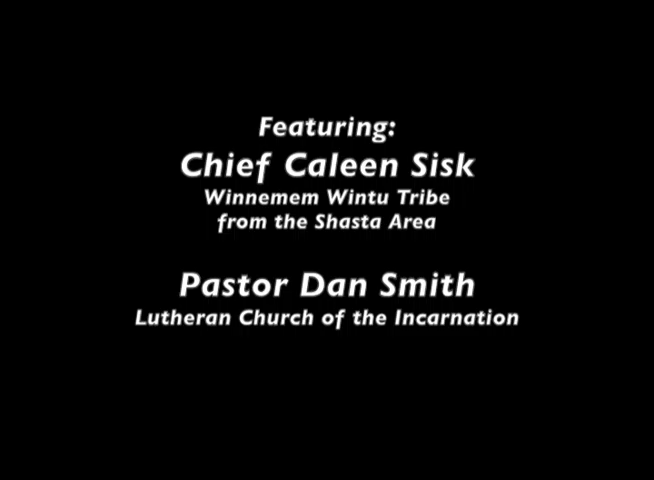 Featuring:
Chief Caleen Sisk
Winnemem Wintu Tribe
from the Shasta Area
Pastor Dan Smith
Lutheran Church of the Incarnation